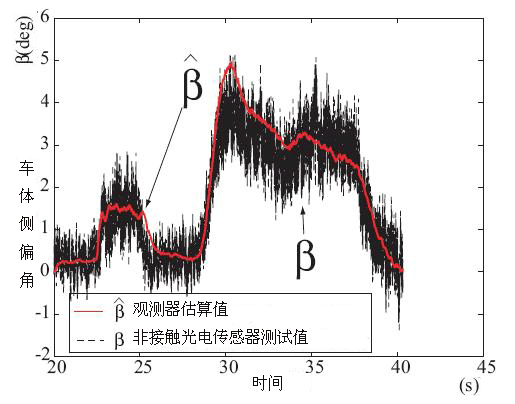 β(deg)
6
5
4
3
2
1
0
-1
-2
车体侧偏角
β̂
β
β̂ 观测器估算值
β 非接触光电传感器测试值
20 25 30 35 40 45
时间 (s)